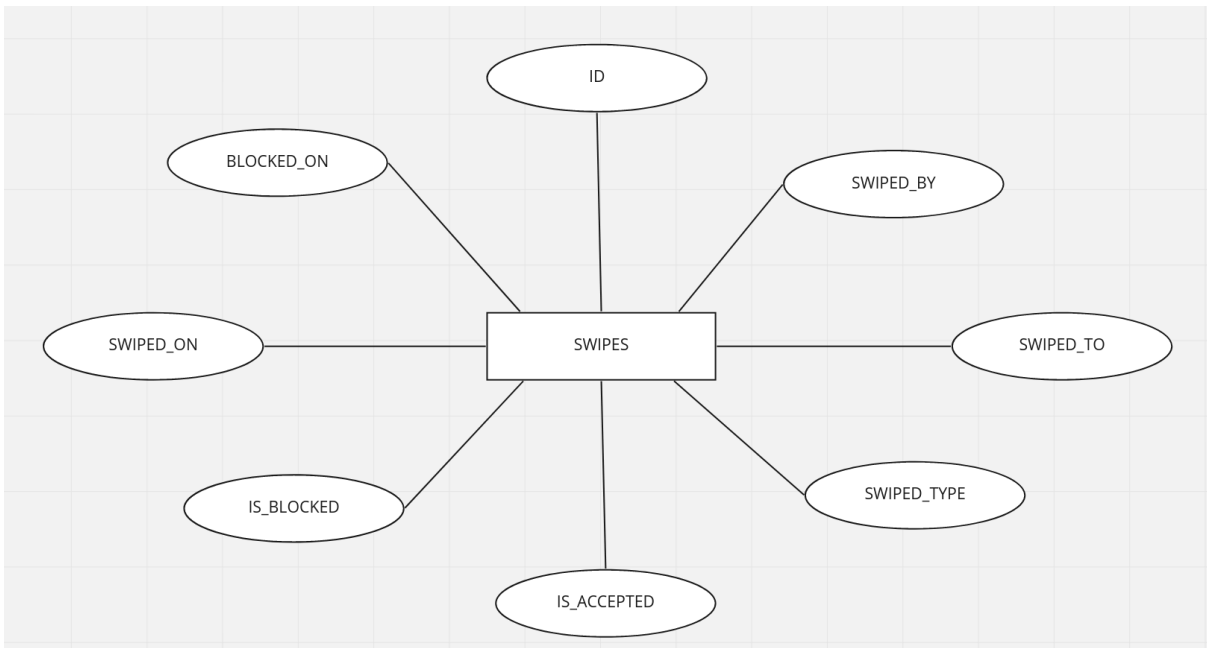 ID
BLOCKED_ON
SWIPED_BY
SWIPED_ON
SWIPES
SWIPED_TO
IS_BLOCKED
SWIPED_TYPE
IS_ACCEPTED